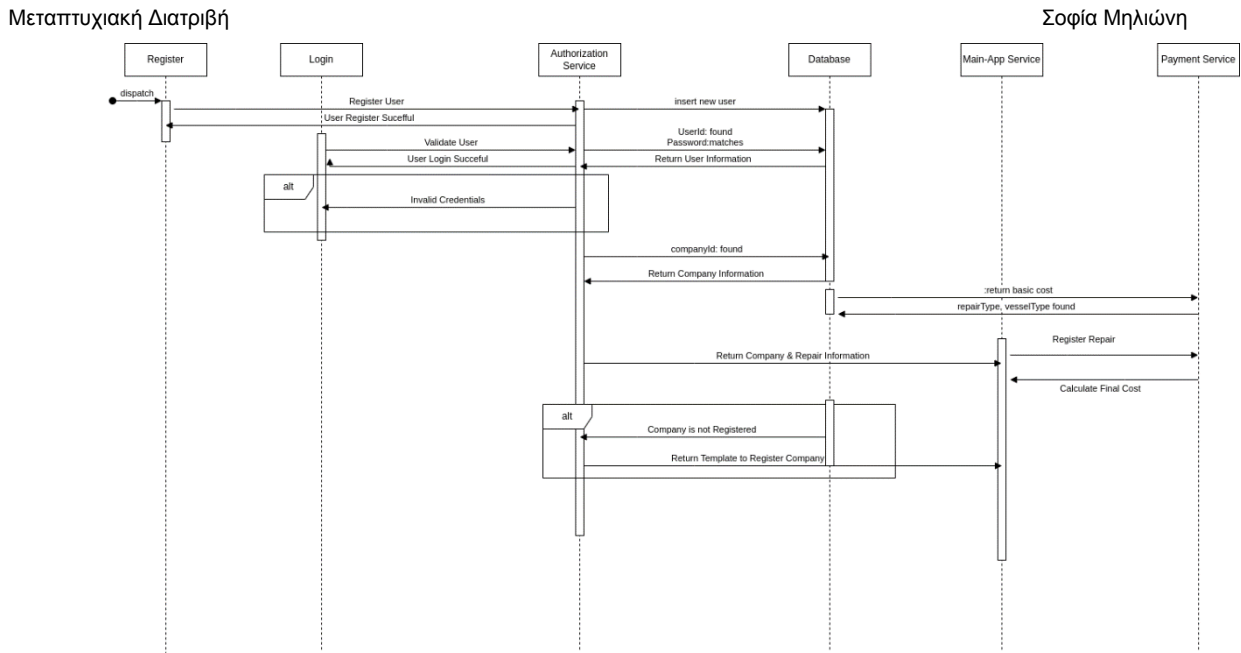 Μεταπτυχιακή Διατριβή
Σοφία Μηλιώνη
Register
Login
Authorization
Service
Database
Main-App Service
Payment Service
dispatch
Register User
insert new user
User Register Sucefful
UserId: found
Validate User
Password:matches
User Login Succeful
Return User Information
alt
Invalid Credentials
companyId: found
Return Company Information
:return basic cost
repairType, vesselType found
Register Repair
Return Company & Repair Information
Calculate Final Cost
alt
Company is not Registered
Return Template to Register Company